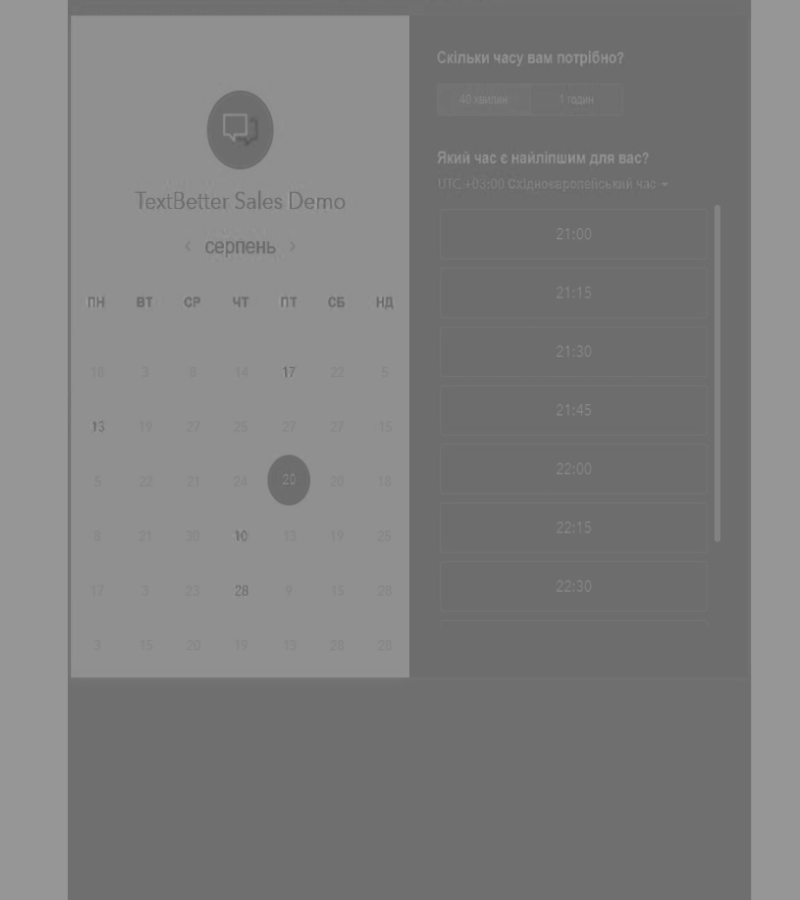 TextBetter Sales Demo
‹ серпень ›
ПН ВТ СР ЧТ ПТ СБ НД
18 3 8 14 17 22 5
13 19 27 25 27 27 15
5 22 21 24 20 20 18
6 21 30 10 13 19 25
17 3 23 28 9 15 28
3 15 20 19 13 28 28
Скільки часу вам потрібно?
40 хвилин 1 годин
Який час є найліпшим для вас?
UTC +03:00 Східноєвропейський час
21:00
21:15
21:30
21:45
22:00
22:15
22:30